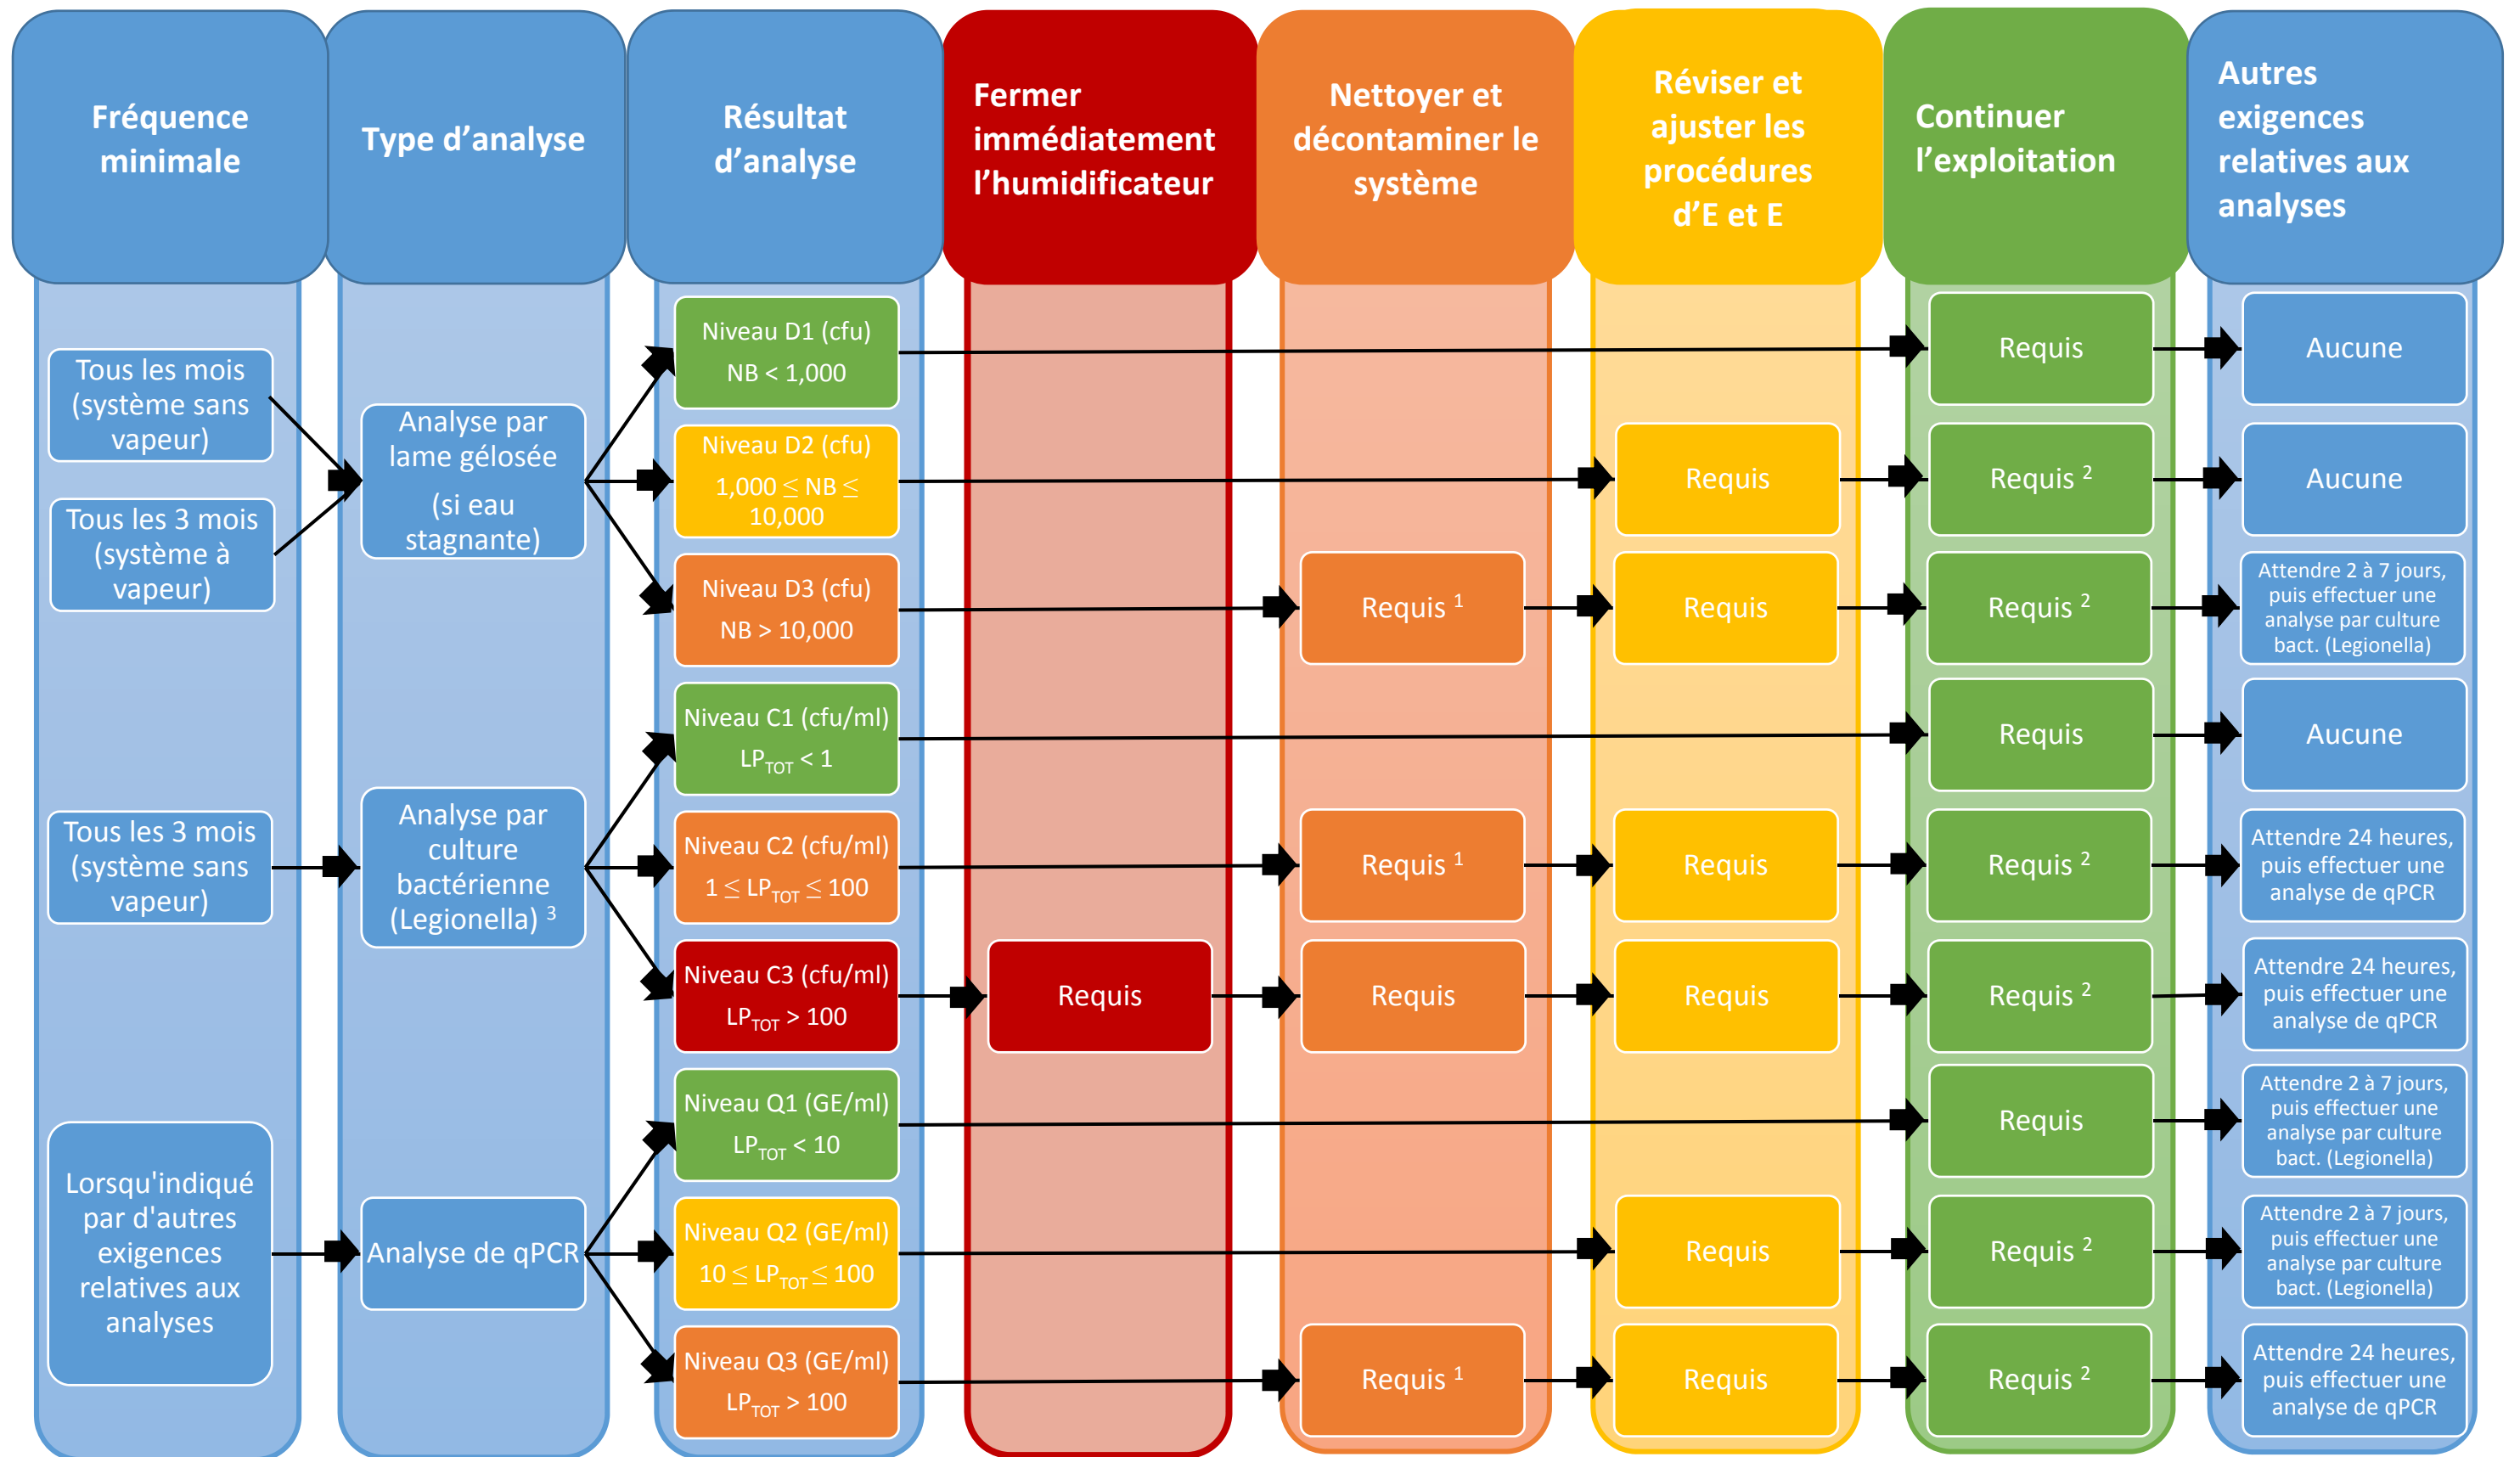 Fréquence
minimale
Type d’analyse
Résultat
d’analyse
Fermer
immédiatement
l’humidificateur
Nettoyer et
décontaminer le
système
Réviser et
ajuster les
procédures
d’E et E
Continuer
l’exploitation
Autres
exigences
relatives aux
analyses
Tous les mois
(système sans
vapeur)
Tous les 3 mois
(système à
vapeur)
Analyse par
lame gélosée
(si eau
stagnante)
Niveau D1 (cfu)
NB < 1,000
Requis
Aucune
Niveau D2 (cfu)
1,000 ≤ NB ≤
10,000
Requis
Requis ²
Aucune
Niveau D3 (cfu)
NB > 10,000
Requis ¹
Requis
Requis ²
Attendre 2 à 7 jours,
puis effectuer une
analyse par culture
bact. (Legionella)
Tous les 3 mois
(système sans
vapeur)
Analyse par
culture
bactérienne
(Legionella) ³
Niveau C1 (cfu/ml)
LPTOT < 1
Requis
Aucune
Niveau C2 (cfu/ml)
1 ≤ LPTOT ≤ 100
Requis ¹
Requis
Requis ²
Attendre 24 heures,
puis effectuer une
analyse de qPCR
Niveau C3 (cfu/ml)
LPTOT > 100
Requis
Requis
Requis
Requis ²
Attendre 24 heures,
puis effectuer une
analyse de qPCR
Lorsqu'indiqué
par d'autres
exigences
relatives aux
analyses
Analyse de qPCR
Niveau Q1 (GE/ml)
LPTOT < 10
Requis
Attendre 2 à 7 jours,
puis effectuer une
analyse par culture
bact. (Legionella)
Niveau Q2 (GE/ml)
10 ≤ LPTOT ≤ 100
Requis
Requis ²
Attendre 2 à 7 jours,
puis effectuer une
analyse par culture
bact. (Legionella)
Niveau Q3 (GE/ml)
LPTOT > 100
Requis ¹
Requis
Requis ²
Attendre 24 heures,
puis effectuer une
analyse de qPCR